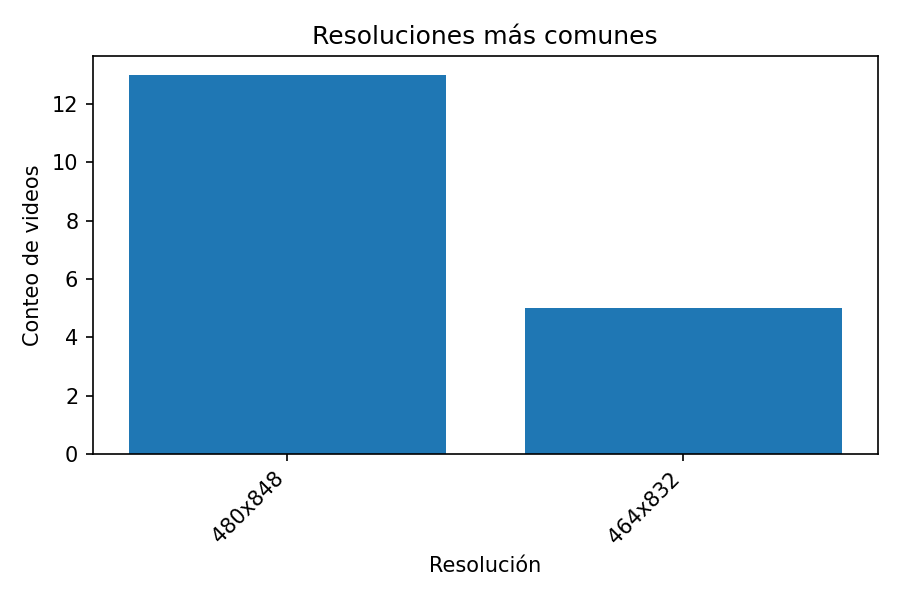 Resoluciones más comunes
Conteo de videos
12
10
8
6
4
2
0
480x848
464x832
Resolución